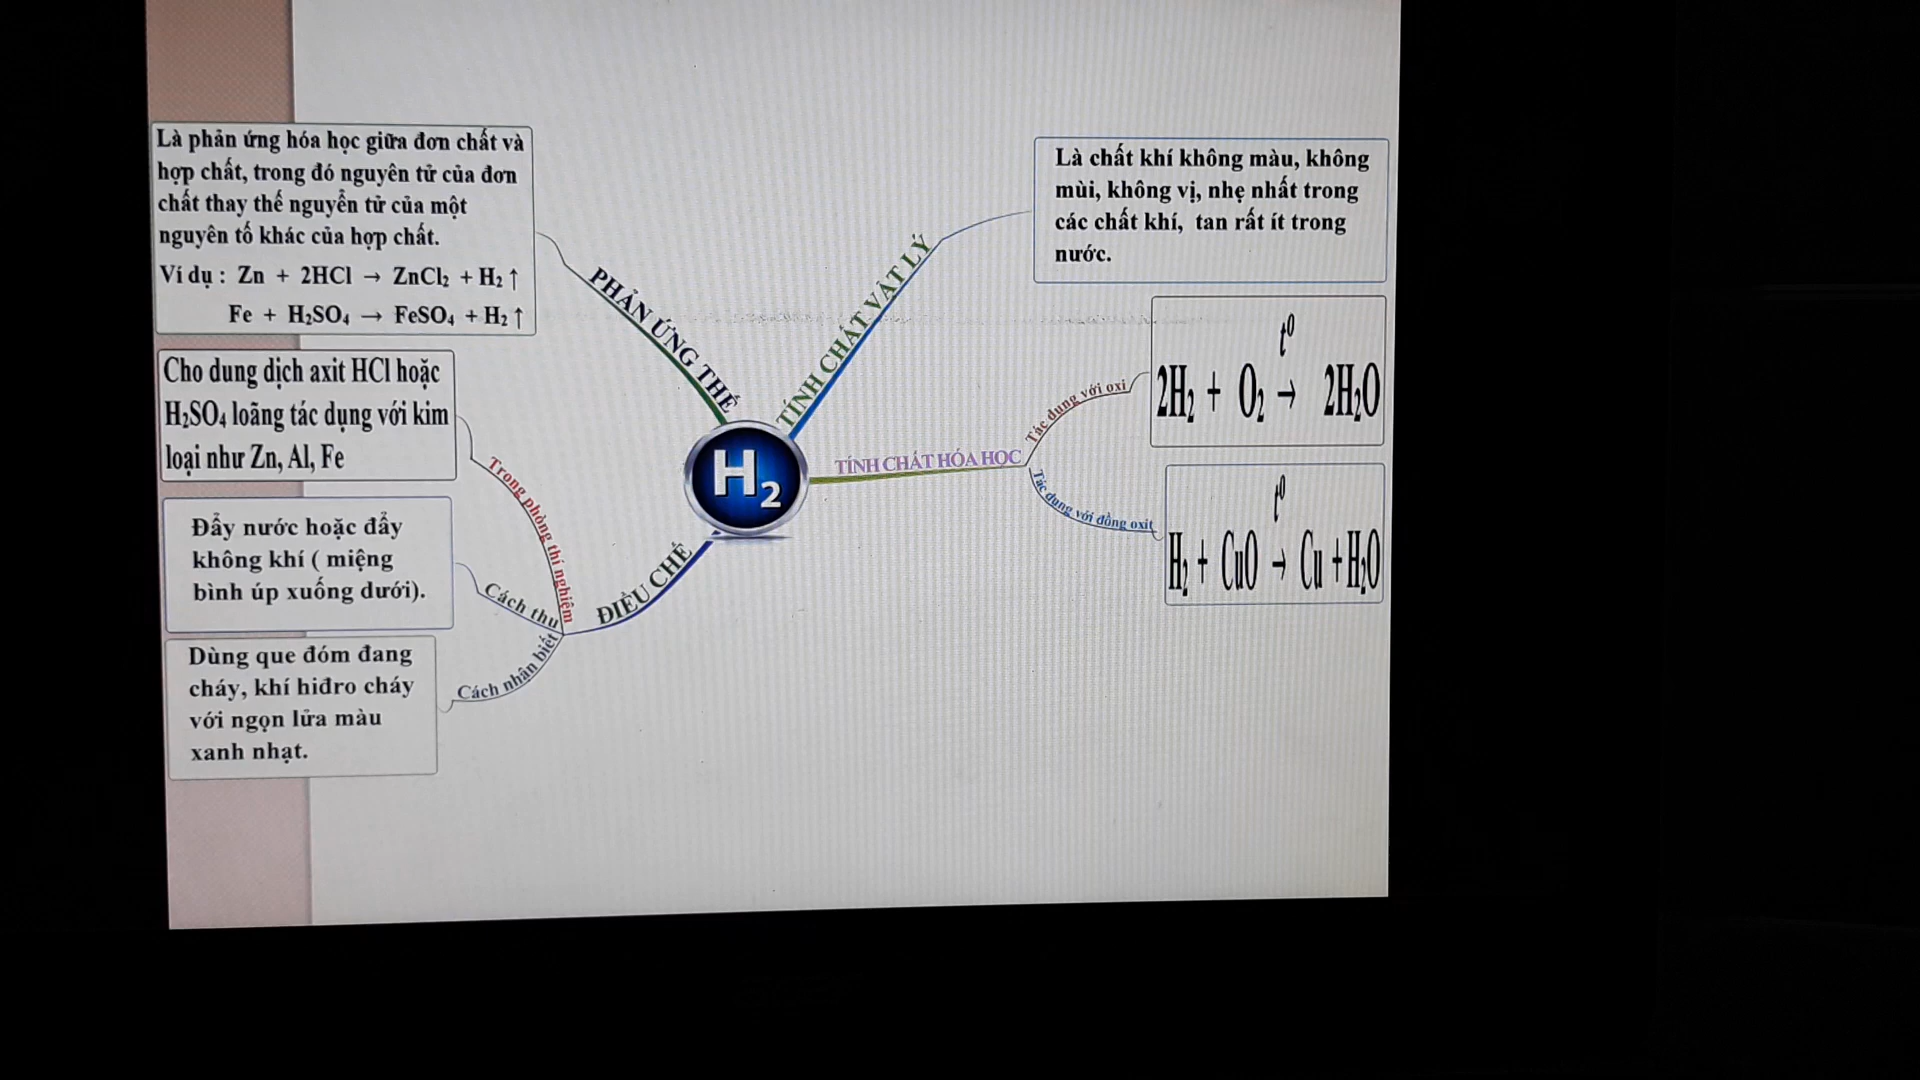 Là phản ứng hóa học giữa đơn chất và
hợp chất, trong đó nguyên tử của đơn
chất thay thế nguyễn tử của một
nguyên tố khác của hợp chất.
Ví dụ : Zn + 2HCl → ZnCl₂ + H₂ ↑
Fe + H₂SO₄ → FeSO₄ + H₂ ↑
PHẢN ỨNG THẾ
TÍNH CHẤT VẬT LÝ
Là chất khí không màu, không
mùi, không vị, nhẹ nhất trong
các chất khí, tan rất ít trong
nước.
H₂
TÍNH CHẤT HÓA HỌC
Tác dụng với oxi
t⁰
2H₂ + O₂ → 2H₂O
Tác dụng với đồng oxit
t⁰
H₂ + CuO → Cu + H₂O
ĐIỀU CHẾ
Trong phòng thí nghiệm
Cho dung dịch axit HCl hoặc
H₂SO₄ loãng tác dụng với kim
loại như Zn, Al, Fe
Cách thu
Đẩy nước hoặc đẩy
không khí ( miệng
bình úp xuống dưới).
Cách nhận biết
Dùng que đóm đang
cháy, khí hiđro cháy
với ngọn lửa màu
xanh nhạt.